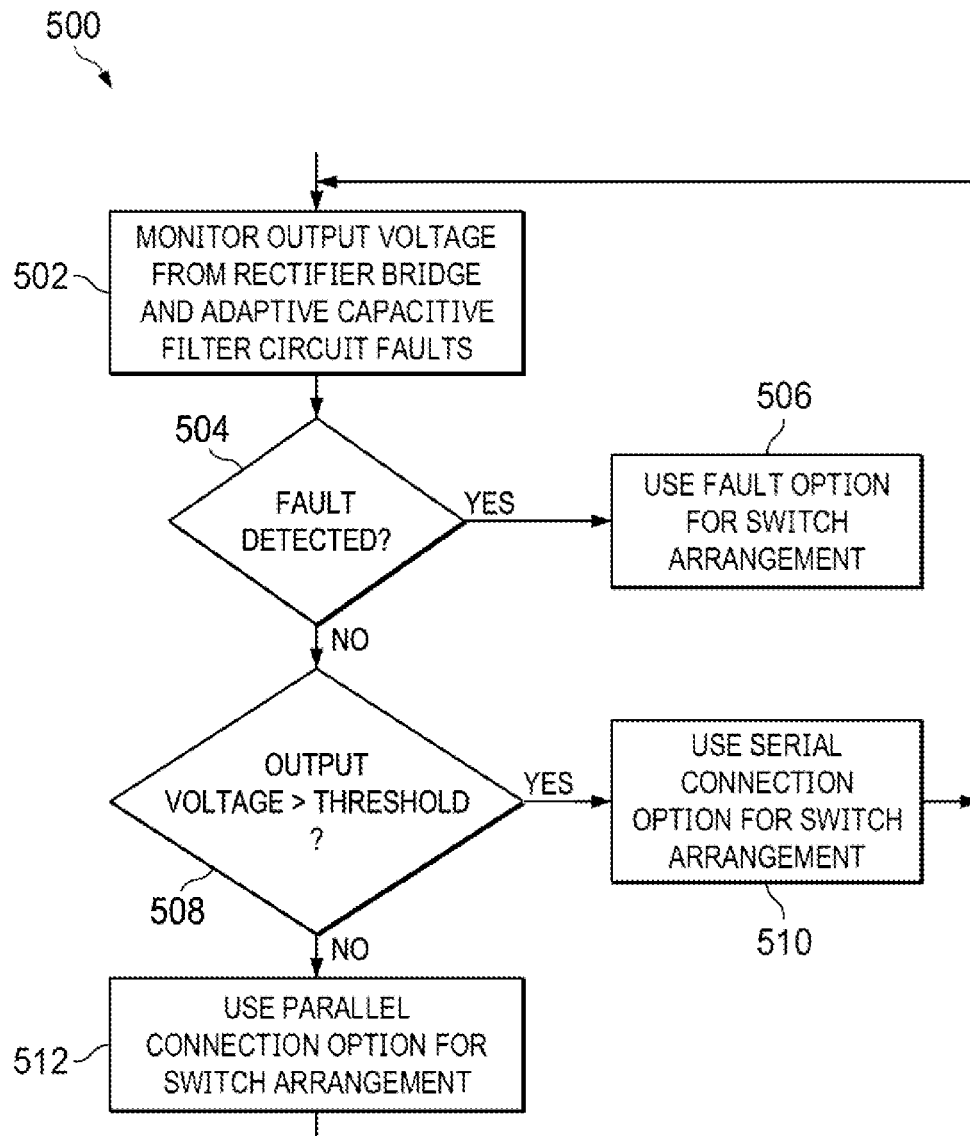 500
502
MONITOR OUTPUT VOLTAGE
FROM RECTIFIER BRIDGE
AND ADAPTIVE CAPACITIVE
FILTER CIRCUIT FAULTS
504
FAULT
DETECTED?
YES
506
USE FAULT OPTION
FOR SWITCH
ARRANGEMENT
NO
OUTPUT
VOLTAGE > THRESHOLD
?
508
YES
USE SERIAL
CONNECTION
OPTION FOR SWITCH
ARRANGEMENT
510
NO
512
USE PARALLEL
CONNECTION OPTION FOR
SWITCH ARRANGEMENT